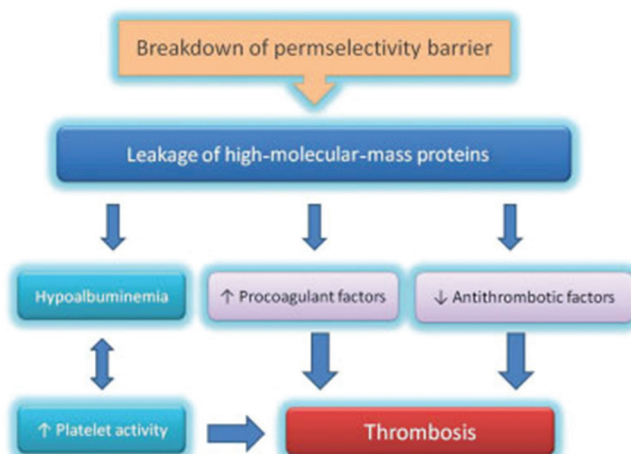 Breakdown of permselectivity barrier
Leakage of high-molecular-mass proteins
Hypoalbuminemia
↑ Procoagulant factors
↓ Antithrombotic factors
↑ Platelet activity
Thrombosis